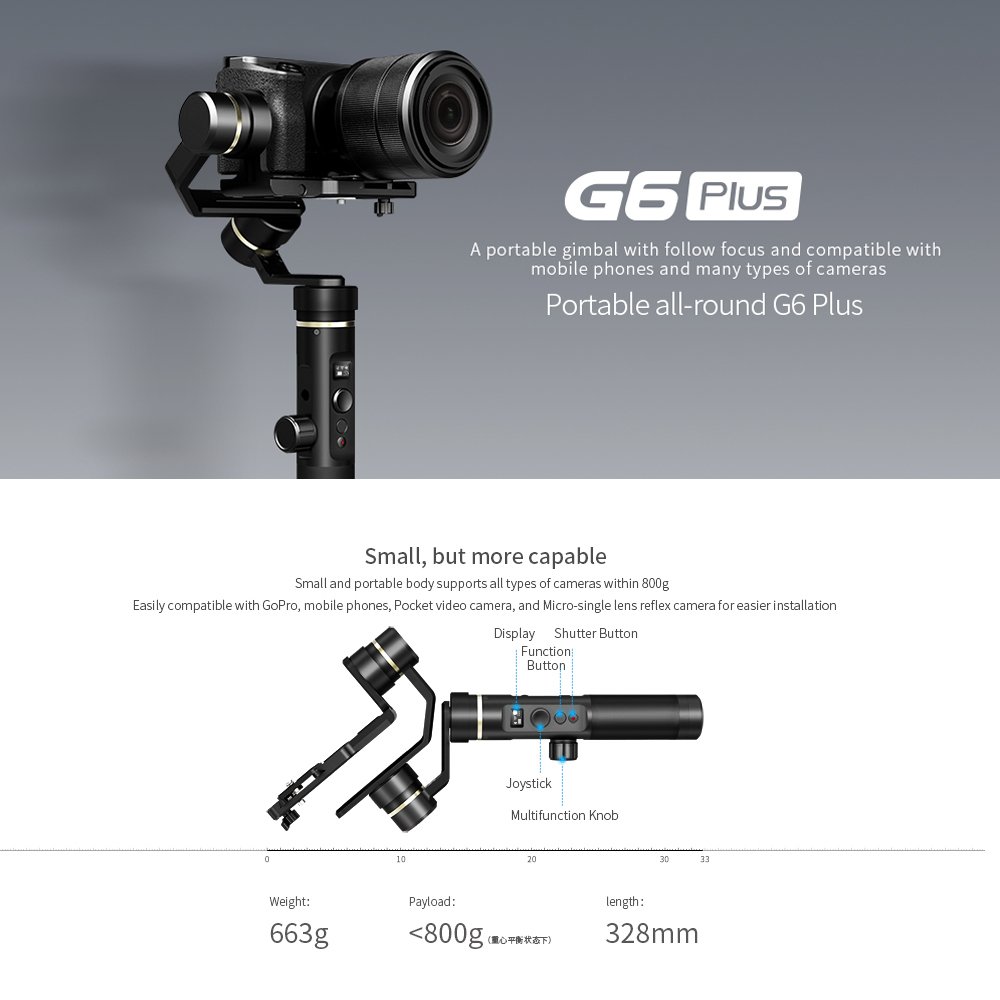 G6 Plus
A portable gimbal with follow focus and compatible with
mobile phones and many types of cameras
Portable all-round G6 Plus
Small, but more capable
Small and portable body supports all types of cameras within 800g
Easily compatible with GoPro, mobile phones, Pocket video camera, and Micro-single lens reflex camera for easier installation
Display
Shutter Button
Function
Button
Joystick
Multifunction Knob
0 10 20 30 33
Weight:
Payload:
length:
663g
<800g (重心平衡状态下)
328mm